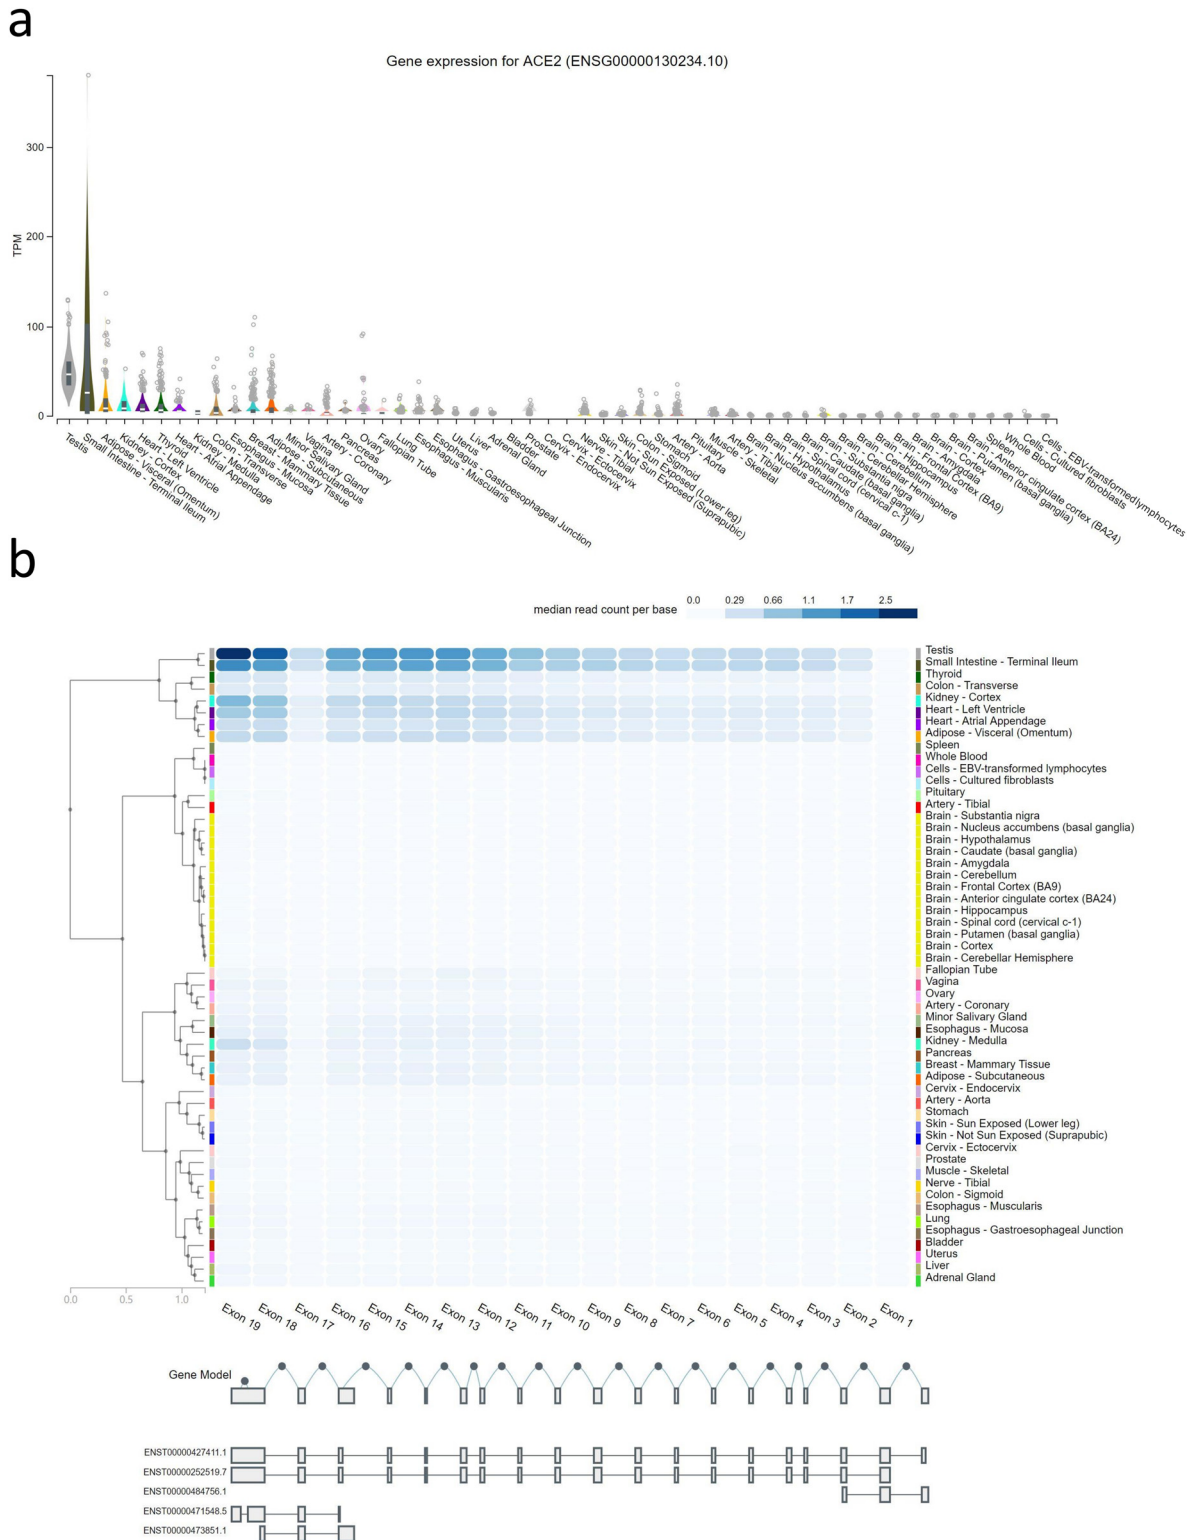 a
Gene expression for ACE2 (ENSG00000130234.10)
TPM
300
200
100
0
Testis
Small Intestine - Terminal Ileum
Adipose - Visceral (Omentum)
Kidney - Cortex
Heart - Left Ventricle
Thyroid
Heart - Atrial Appendage
Kidney - Medulla
Colon - Transverse
Esophagus - Mucosa
Breast - Mammary Tissue
Adipose - Subcutaneous
Minor Salivary Gland
Vagina
Artery - Coronary
Pancreas
Ovary
Fallopian Tube
Lung
Esophagus - Muscularis
Esophagus - Gastroesophageal Junction
Uterus
Liver
Adrenal Gland
Bladder
Prostate
Cervix - Endocervix
Cervix - Ectocervix
Nerve - Tibial
Skin - Sun Exposed (Lower leg)
Skin - Not Sun Exposed (Suprapubic)
Colon - Sigmoid
Stomach
Artery - Aorta
Pituitary
Muscle - Skeletal
Artery - Tibial
Brain - Nucleus accumbens (basal ganglia)
Brain - Hypothalamus
Brain - Spinal cord (cervical c-1)
Brain - Caudate (basal ganglia)
Brain - Substantia nigra
Brain - Cerebellar Hemisphere
Brain - Cerebellum
Brain - Frontal Cortex (BA9)
Brain - Hippocampus
Brain - Amygdala
Brain - Cortex
Brain - Putamen (basal ganglia)
Brain - Anterior cingulate cortex (BA24)
Spleen
Whole Blood
Cells - Cultured fibroblasts
Cells - EBV-transformed lymphocytes
b
median read count per base
0.0 0.29 0.66 1.1 1.7 2.5
Testis
Small Intestine - Terminal Ileum
Thyroid
Colon - Transverse
Kidney - Cortex
Heart - Left Ventricle
Heart - Atrial Appendage
Adipose - Visceral (Omentum)
Spleen
Whole Blood
Cells - EBV-transformed lymphocytes
Cells - Cultured fibroblasts
Pituitary
Artery - Tibial
Brain - Substantia nigra
Brain - Nucleus accumbens (basal ganglia)
Brain - Hypothalamus
Brain - Caudate (basal ganglia)
Brain - Amygdala
Brain - Cerebellum
Brain - Frontal Cortex (BA9)
Brain - Anterior cingulate cortex (BA24)
Brain - Hippocampus
Brain - Spinal cord (cervical c-1)
Brain - Putamen (basal ganglia)
Brain - Cortex
Brain - Cerebellar Hemisphere
Fallopian Tube
Vagina
Ovary
Artery - Coronary
Minor Salivary Gland
Esophagus - Mucosa
Kidney - Medulla
Pancreas
Breast - Mammary Tissue
Adipose - Subcutaneous
Cervix - Endocervix
Artery - Aorta
Stomach
Skin - Sun Exposed (Lower leg)
Skin - Not Sun Exposed (Suprapubic)
Cervix - Ectocervix
Prostate
Muscle - Skeletal
Nerve - Tibial
Colon - Sigmoid
Esophagus - Muscularis
Lung
Esophagus - Gastroesophageal Junction
Bladder
Uterus
Liver
Adrenal Gland
0.0 0.5 1.0
Exon 19 Exon 18 Exon 17 Exon 16 Exon 15 Exon 14 Exon 13 Exon 12 Exon 11 Exon 10 Exon 9 Exon 8 Exon 7 Exon 6 Exon 5 Exon 4 Exon 3 Exon 2 Exon 1
Gene Model
ENST00000427411.1
ENST00000252519.7
ENST00000484756.1
ENST00000471548.5
ENST00000473851.1